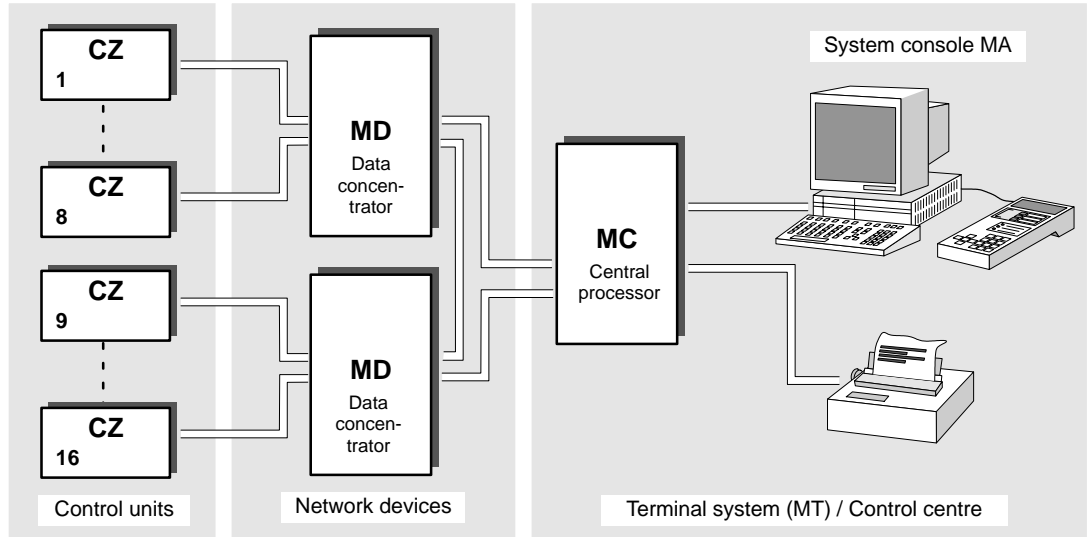 CZ
1
CZ
8
CZ
9
CZ
16
Control units
MD
Data
concen-
trator
MD
Data
concen-
trator
Network devices
MC
Central
processor
System console MA
Terminal system (MT) / Control centre